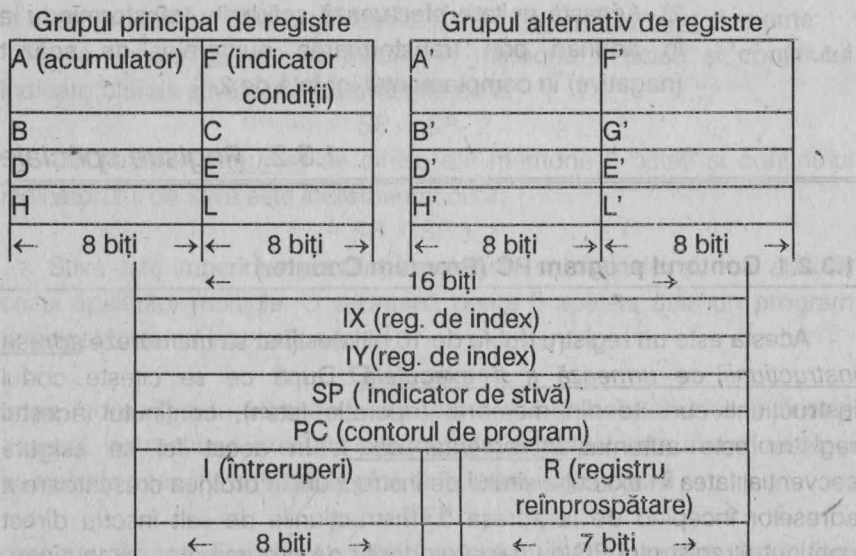 Grupul principal de registre Grupul alternativ de registre
A (acumulator) F (indicator A' F'
condiții)
B C B' G'
D E D' E'
H L H' L'
← 8 biți → ← 8 biți → ← 8 biți → ← 8 biți →
← 16 biți →
IX (reg. de index)
IY (reg. de index)
SP ( indicator de stivă)
PC (contorul de program)
I (întreruperi) R (registru
reînprospătare)
← 8 biți → ← 7 biți →